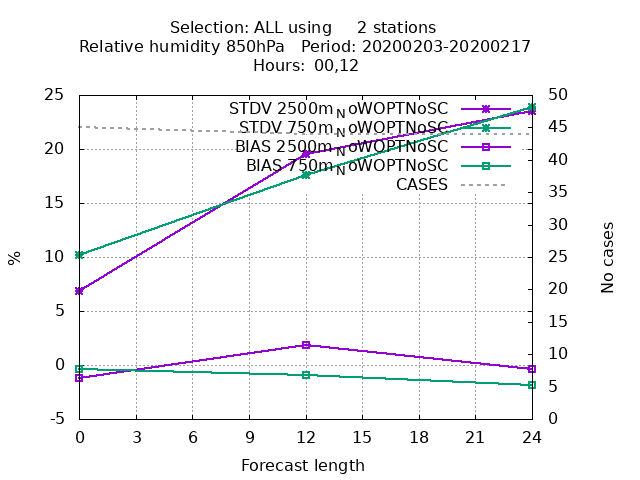 Selection: ALL using     2 stations
Relative humidity 850hPa   Period: 20200203-20200217
Hours:  00,12
STDV 2500m_NoWOPTNoSC
STDV 750m_NoWOPTNoSC
BIAS 2500m_NoWOPTNoSC
BIAS 750m_NoWOPTNoSC
CASES
25
20
15
10
5
0
-5
%
50
45
40
35
30
25
20
15
10
5
0
No cases
0 3 6 9 12 15 18 21 24
Forecast length